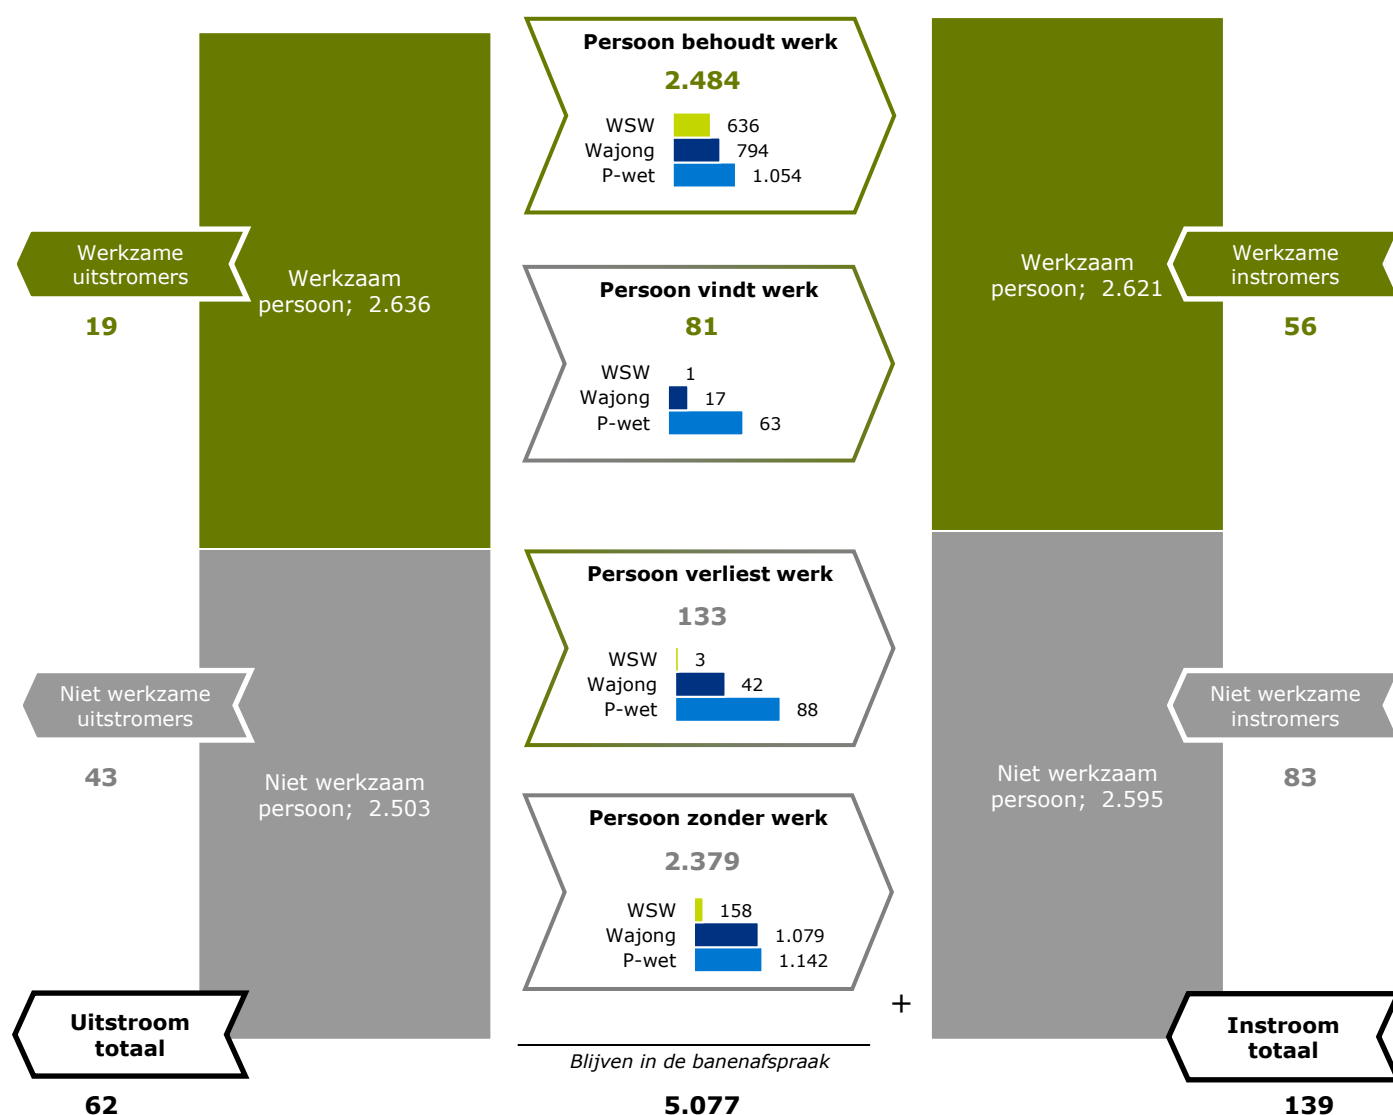 Werkzame
uitstromers
19
Werkzaam
persoon; 2.636
Niet werkzame
uitstromers
43
Niet werkzaam
persoon; 2.503
Uitstroom
totaal
62
Persoon behoudt werk
2.484
WSW 636
Wajong 794
P-wet 1.054
Persoon vindt werk
81
WSW 1
Wajong 17
P-wet 63
Persoon verliest werk
133
WSW 3
Wajong 42
P-wet 88
Persoon zonder werk
2.379
WSW 158
Wajong 1.079
P-wet 1.142
+
Blijven in de banenafspraak
5.077
Werkzaam
persoon; 2.621
Werkzame
instromers
56
Niet werkzaam
persoon; 2.595
Niet werkzame
instromers
83
Instroom
totaal
139